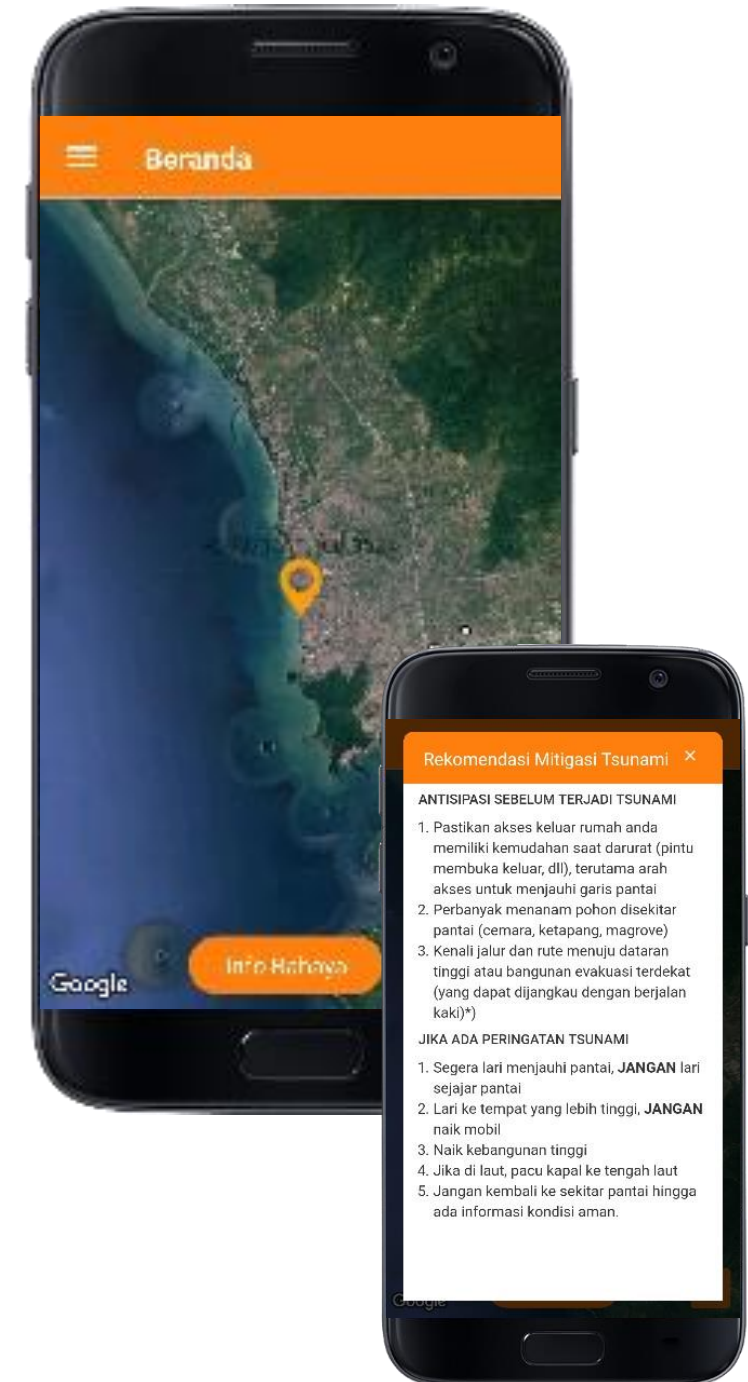 Beranda
Info Bahaya
Google
Rekomendasi Mitigasi Tsunami ×
ANTISIPASI SEBELUM TERJADI TSUNAMI
1. Pastikan akses keluar rumah anda
memiliki kemudahan saat darurat (pintu
membuka keluar, dll), terutama arah
akses untuk menjauhi garis pantai
2. Perbanyak menanam pohon disekitar
pantai (cemara, ketapang, magrove)
3. Kenali jalur dan rute menuju dataran
tinggi atau bangunan evakuasi terdekat
(yang dapat dijangkau dengan berjalan
kaki)*)
JIKA ADA PERINGATAN TSUNAMI
1. Segera lari menjauhi pantai, JANGAN lari
sejajar pantai
2. Lari ke tempat yang lebih tinggi, JANGAN
naik mobil
3. Naik kebangunan tinggi
4. Jika di laut, pacu kapal ke tengah laut
5. Jangan kembali ke sekitar pantai hingga
ada informasi kondisi aman.
Google